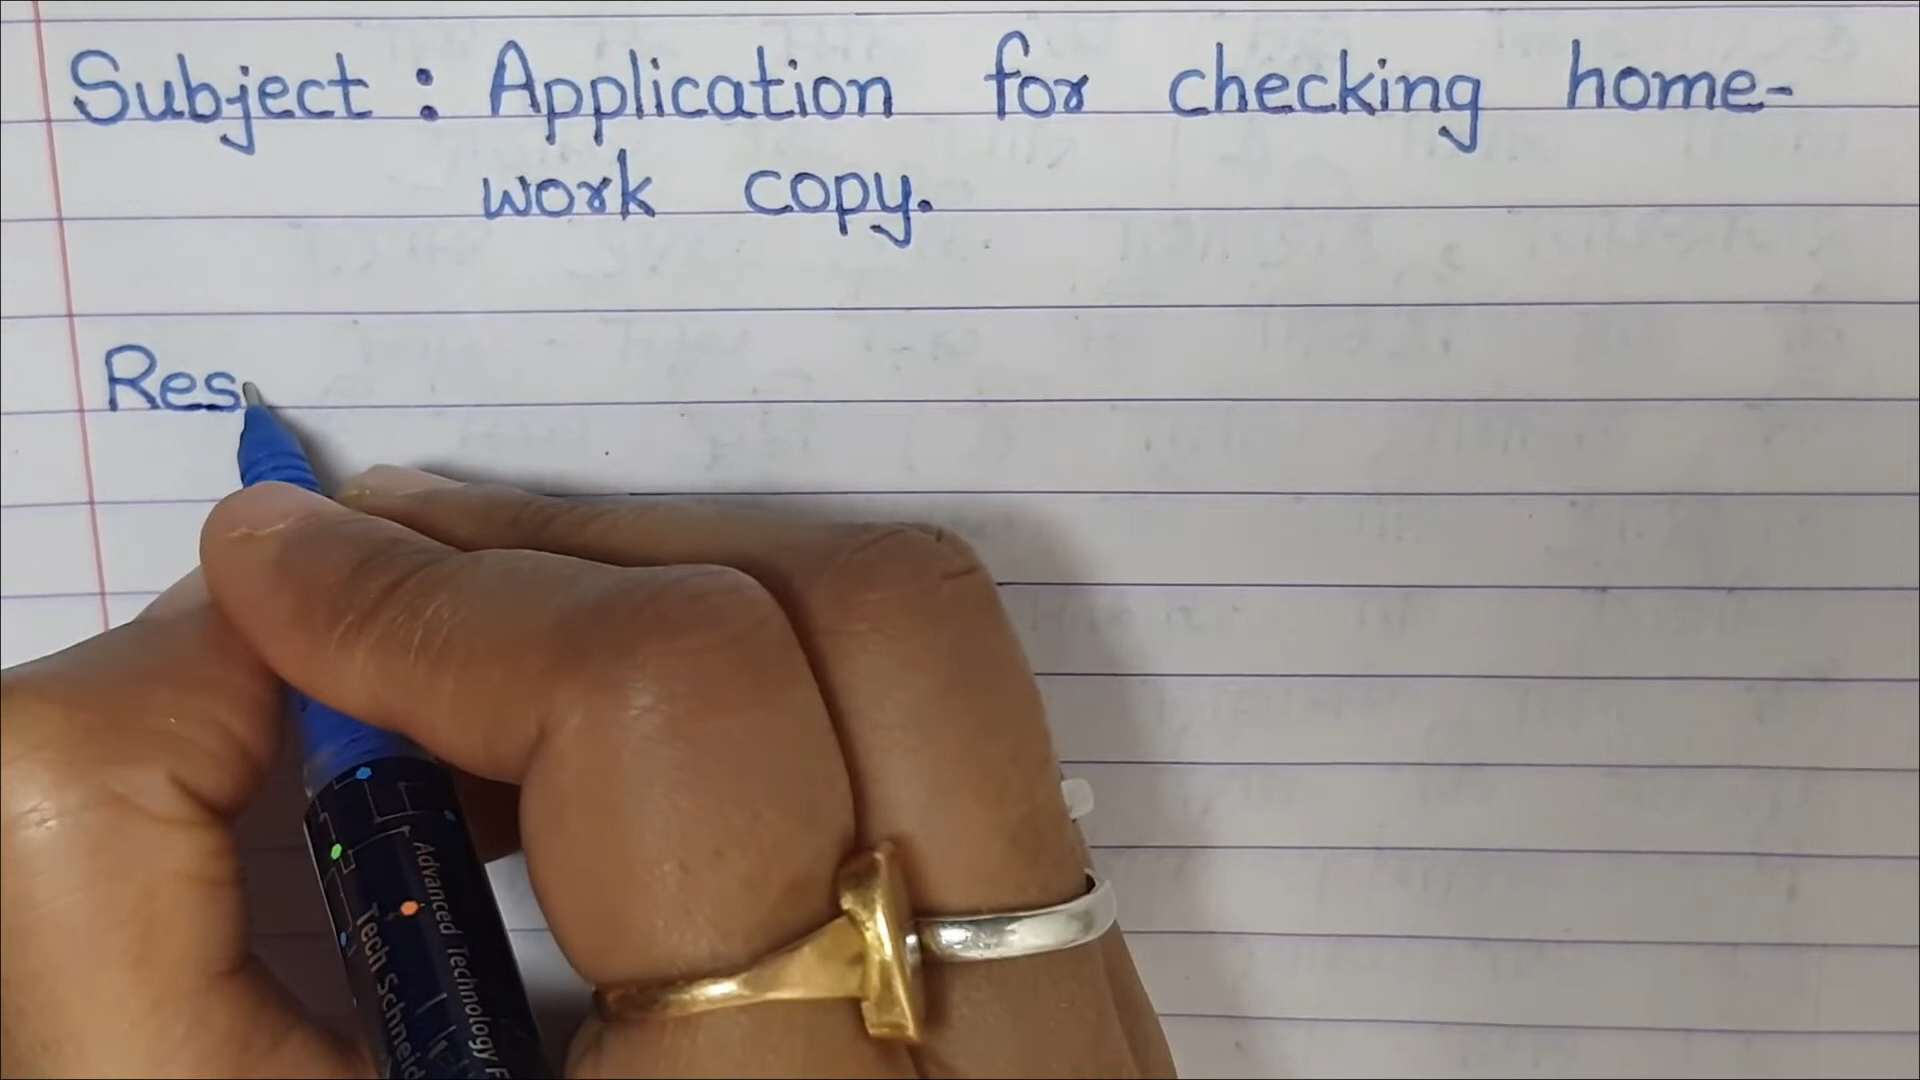 Subject : Application for checking home-
work copy.
Res
Advanced Technology F
Tech Schneid